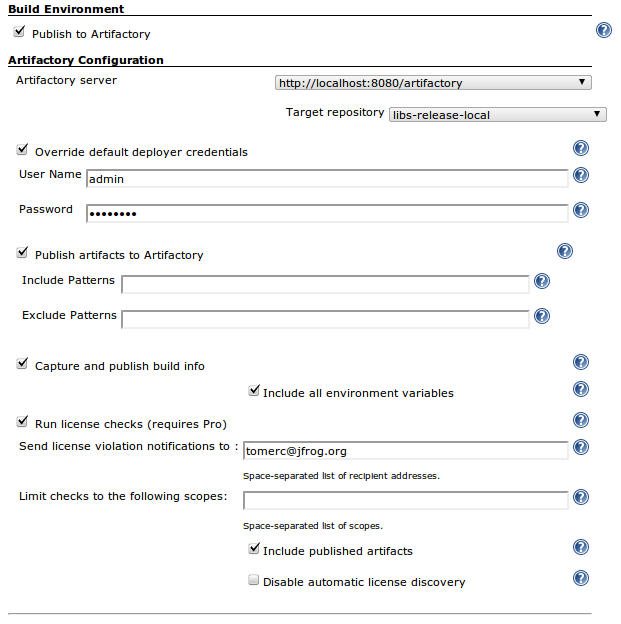 Build Environment
Publish to Artifactory
Artifactory Configuration
Artifactory server http://localhost:8080/artifactory
Target repository libs-release-local
Override default deployer credentials
User Name admin
Password ••••••••
Publish artifacts to Artifactory
Include Patterns
Exclude Patterns
Capture and publish build info
Include all environment variables
Run license checks (requires Pro)
Send license violation notifications to : tomerc@jfrog.org
Space-separated list of recipient addresses.
Limit checks to the following scopes:
Space-separated list of scopes.
Include published artifacts
Disable automatic license discovery